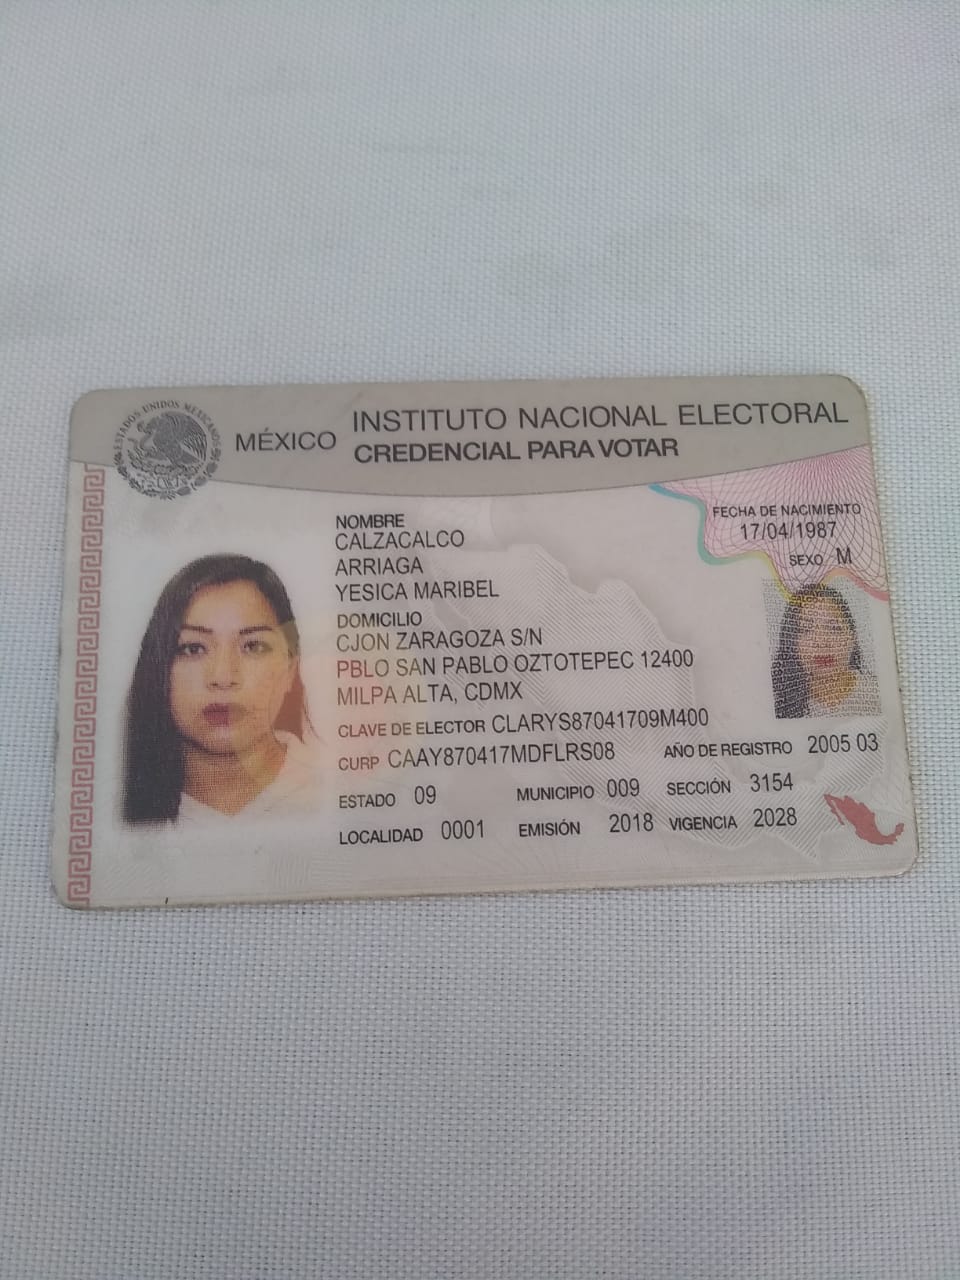 ESTADOS UNIDOS MEXICANOS
MÉXICO
INSTITUTO NACIONAL ELECTORAL
CREDENCIAL PARA VOTAR
FECHA DE NACIMIENTO
17/04/1987
SEXO M
NOMBRE
CALZACALCO
ARRIAGA
YESICA MARIBEL
DOMICILIO
CJON ZARAGOZA S/N
PBLO SAN PABLO OZTOTEPEC 12400
MILPA ALTA, CDMX
CLAVE DE ELECTOR CLARYS87041709M400
CURP CAAY870417MDFLRS08 AÑO DE REGISTRO 2005 03
ESTADO 09 MUNICIPIO 009 SECCIÓN 3154
LOCALIDAD 0001 EMISIÓN 2018 VIGENCIA 2028